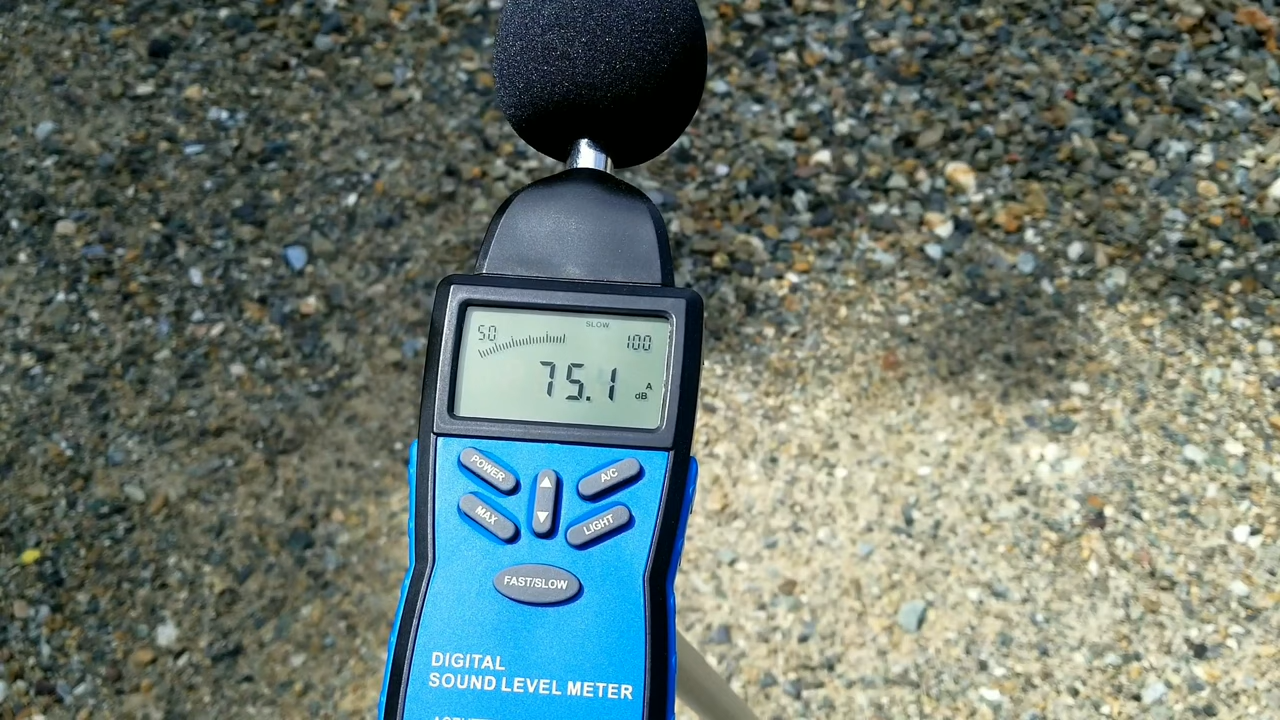 SLOW
50
100
75.1
A
dB
POWER
A/C
MAX
LIGHT
FAST/SLOW
DIGITAL
SOUND LEVEL METER